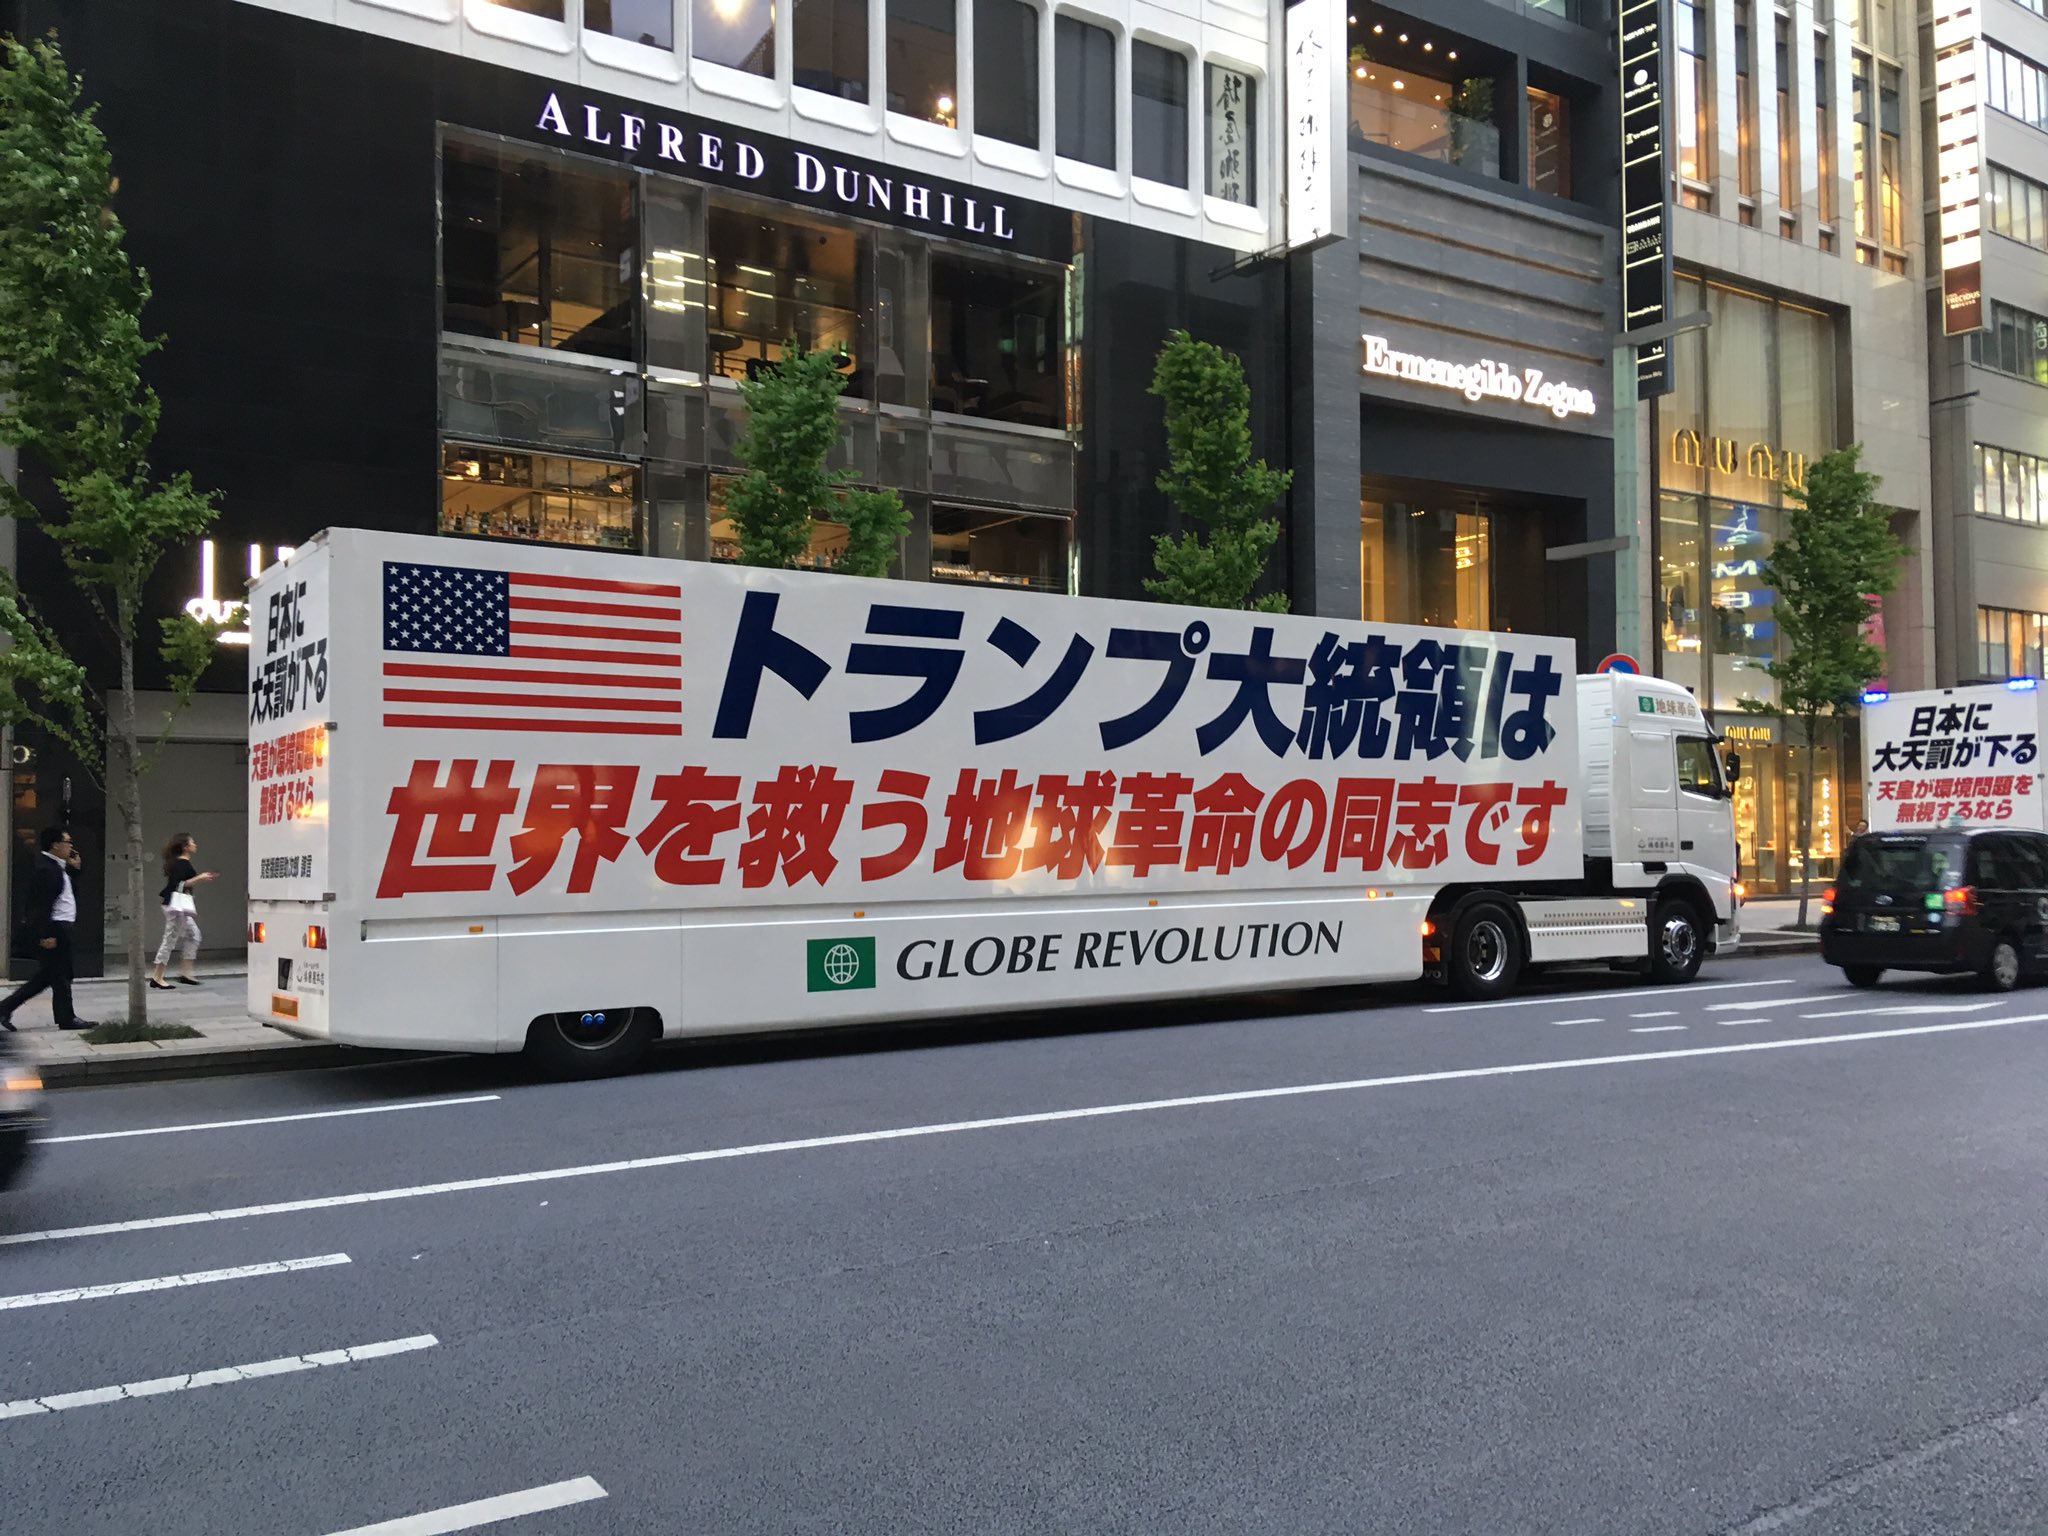 ALFRED DUNHILL
Ermenegildo Zegna
miu miu
トランプ大統領は
世界を救う地球革命の同志です
GLOBE REVOLUTION
日本に
大天罰が下る
天皇が環境問題を
無視するなら
地球革命
miu miu
日本に
大天罰が下る
天皇が環境問題を
無視するなら